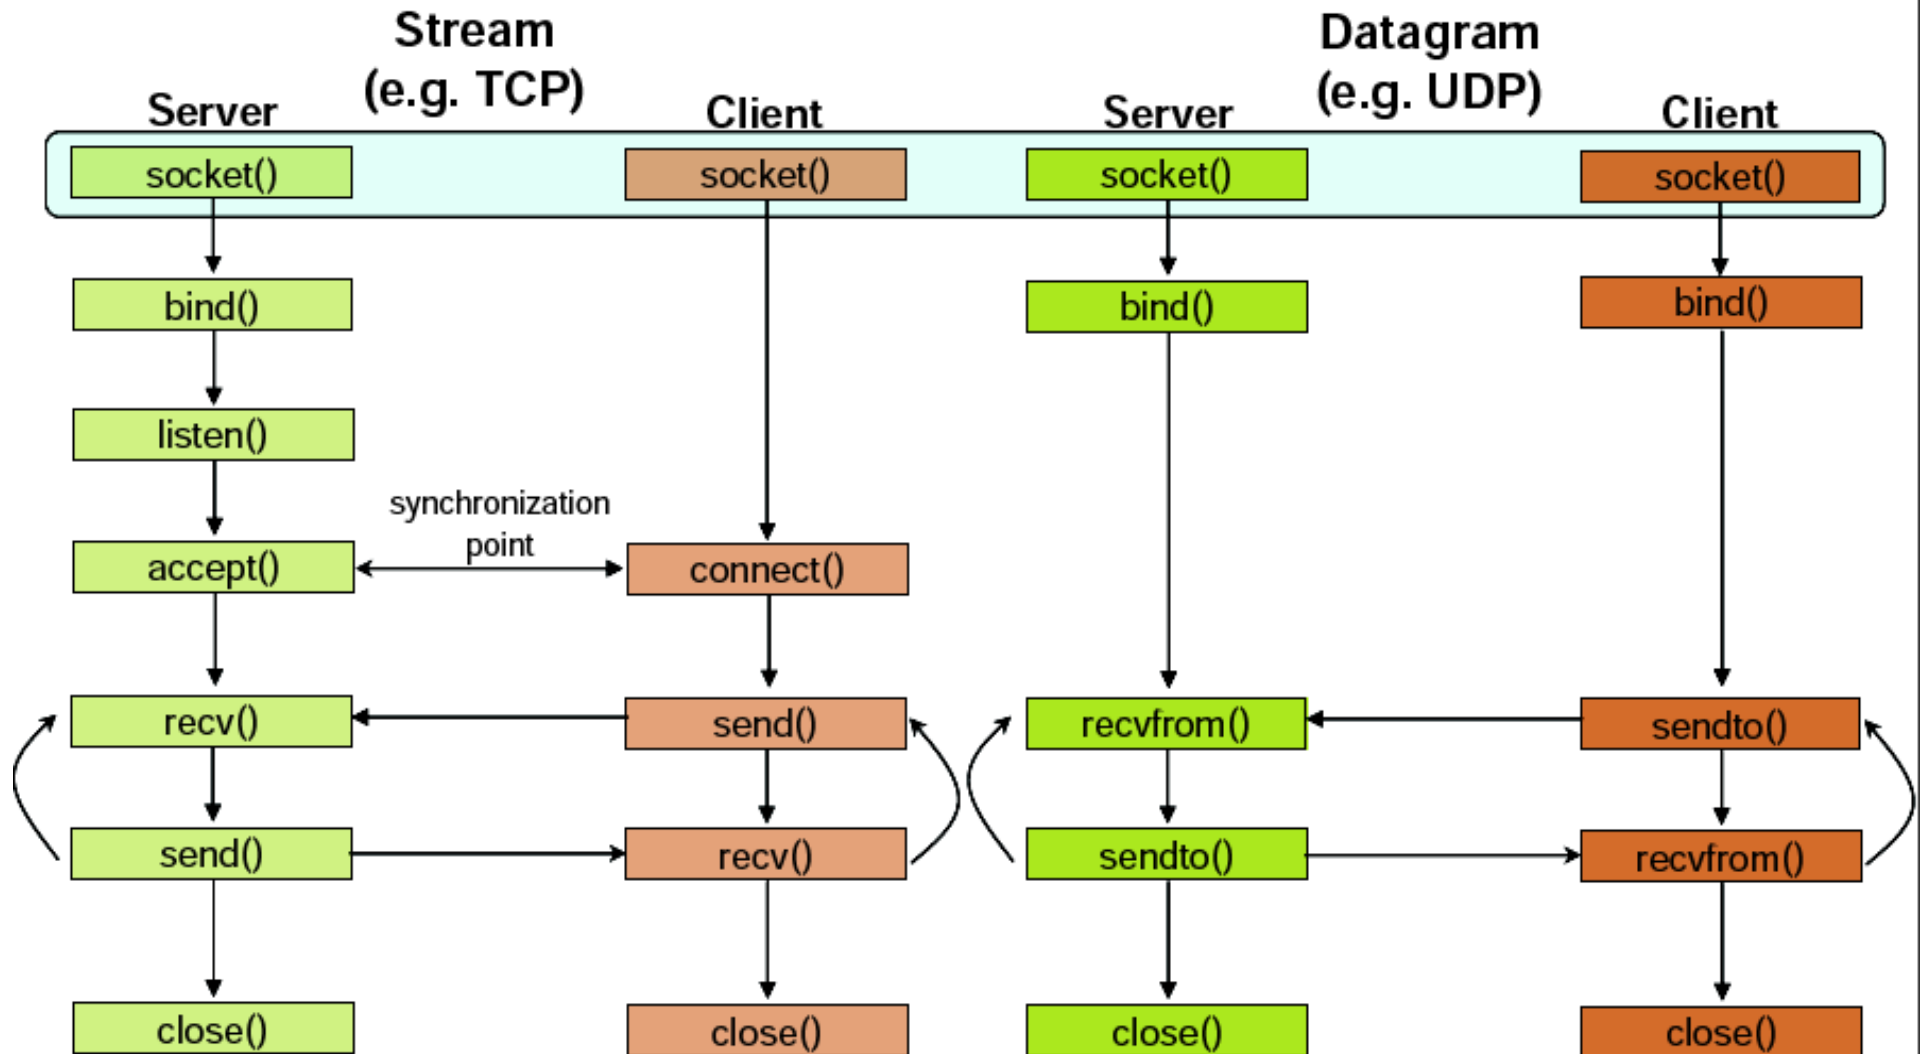 Stream
(e.g. TCP)
Datagram
(e.g. UDP)
Server
Client
Server
Client
socket()
socket()
socket()
socket()
bind()
bind()
bind()
listen()
synchronization
point
accept()
connect()
recv()
send()
recvfrom()
sendto()
send()
recv()
sendto()
recvfrom()
close()
close()
close()
close()